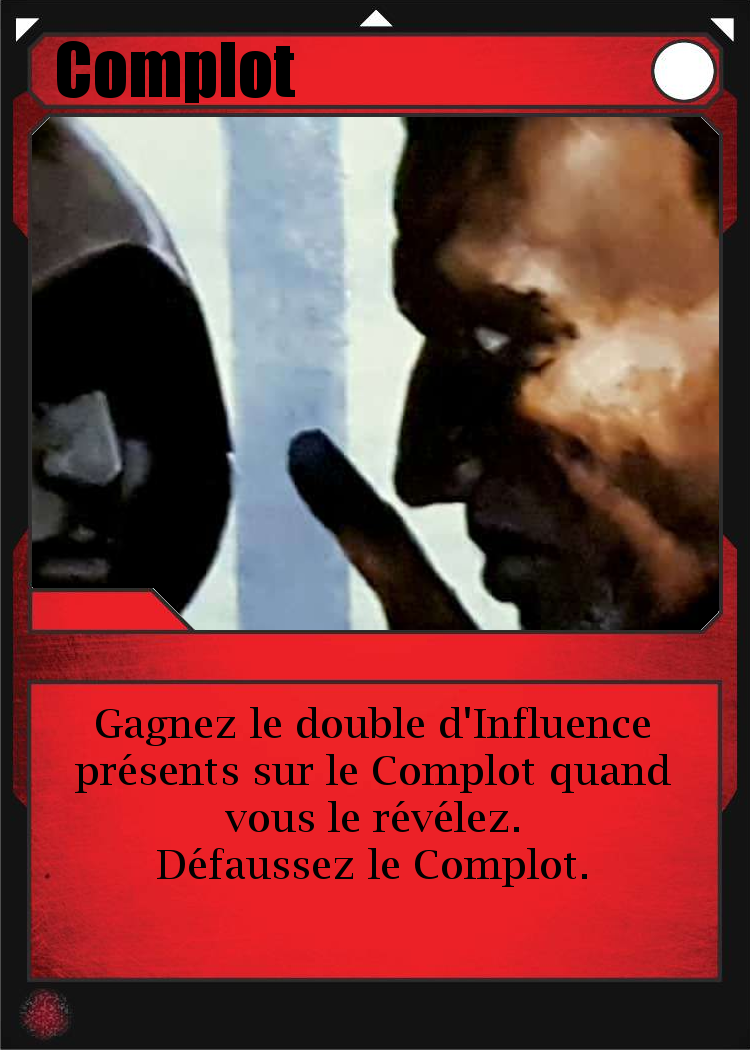 Complot
Gagnez le double d'Influence
présents sur le Complot quand
vous le révélez.
Défaussez le Complot.